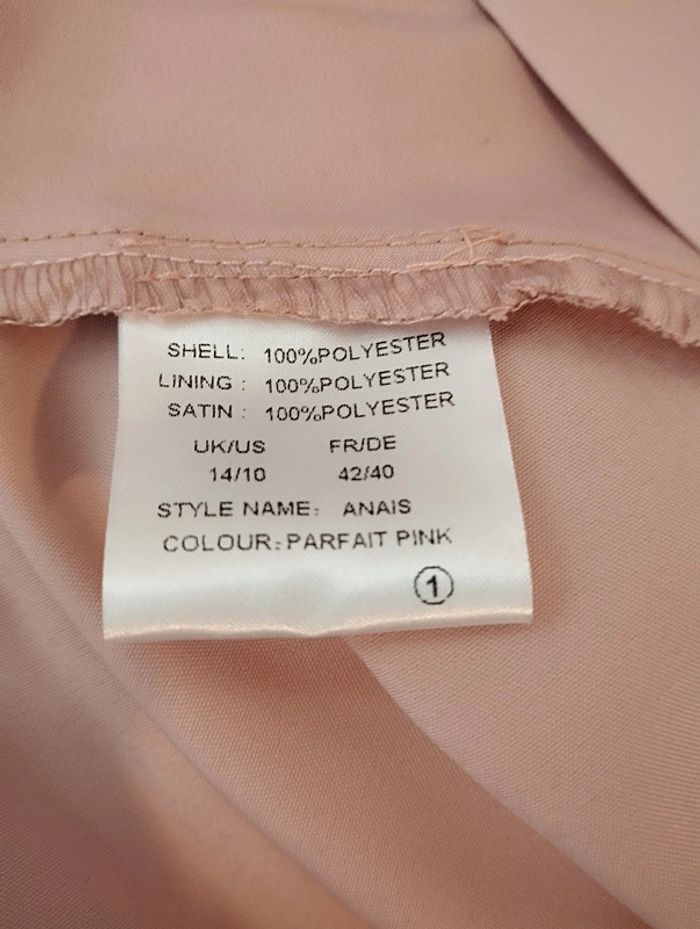 SHELL: 100%POLYESTER
LINING : 100%POLYESTER
SATIN : 100%POLYESTER
UK/US FR/DE
14/10 42/40
STYLE NAME: ANAIS
COLOUR:PARFAIT PINK
1